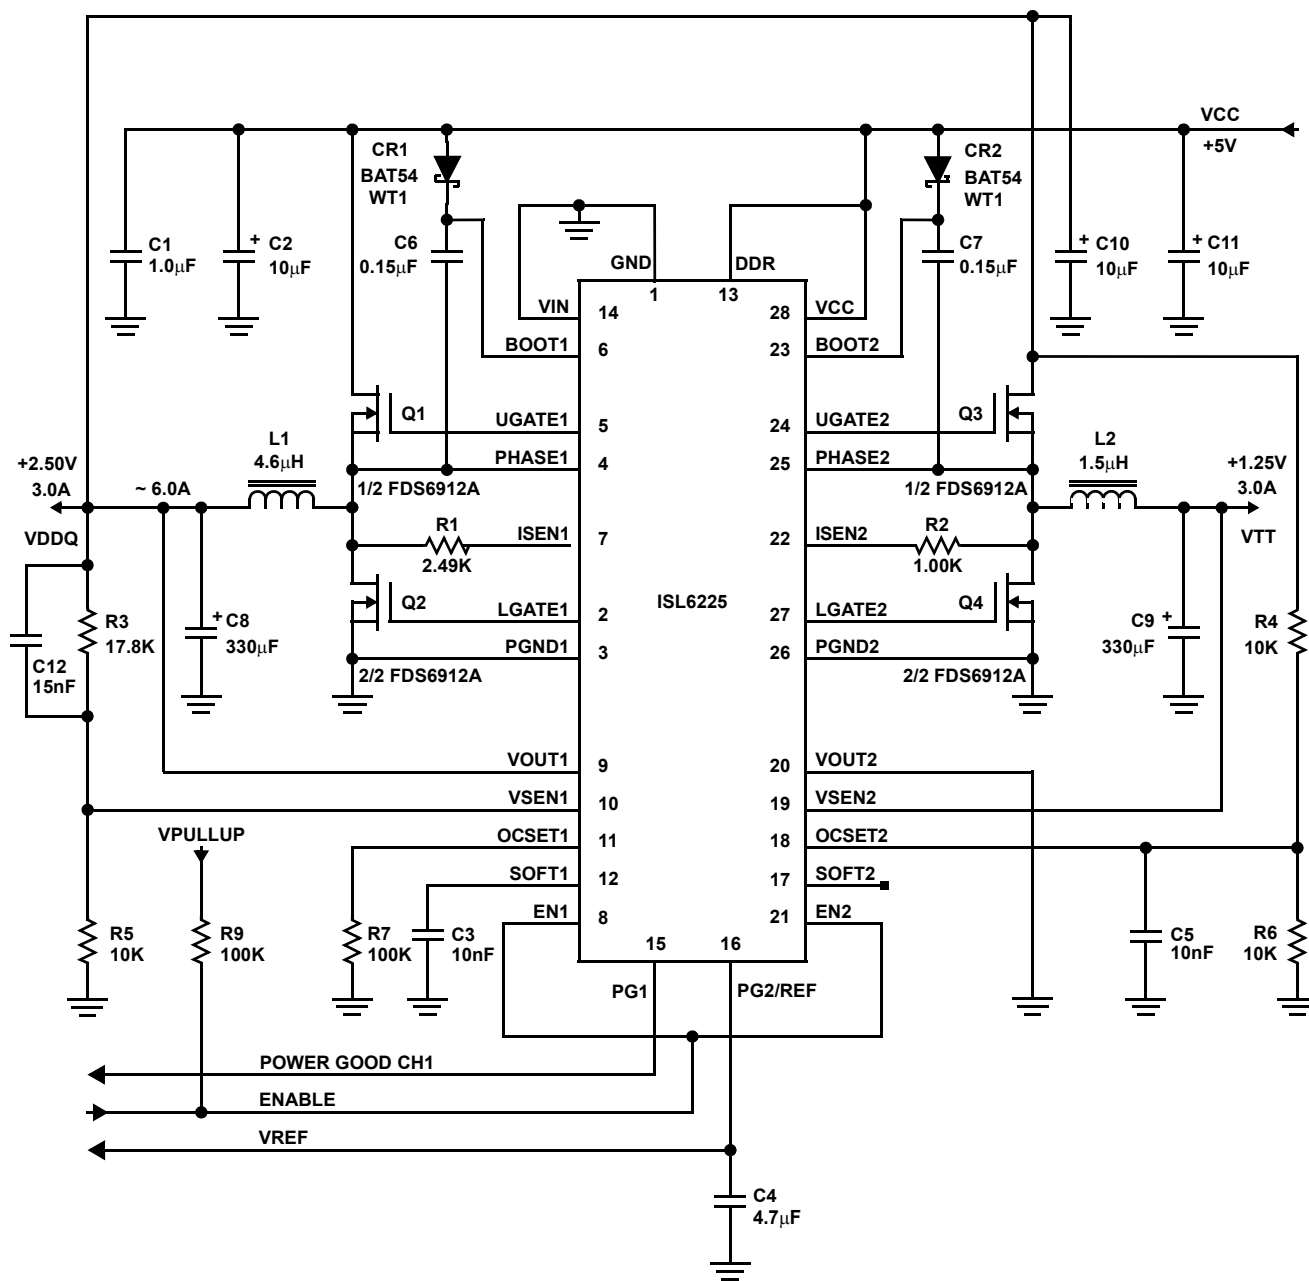 VCC
+5V
CR1
BAT54
WT1
CR2
BAT54
WT1
C1
1.0µF
+ C2
10µF
C6
0.15µF
C7
0.15µF
+ C10
10µF
+ C11
10µF
GND
1
DDR
13
VIN
14
28
VCC
BOOT1
6
23
BOOT2
Q1
UGATE1
5
24
UGATE2
Q3
PHASE1
4
25
PHASE2
1/2 FDS6912A
1/2 FDS6912A
L1
4.6µH
L2
1.5µH
+2.50V
3.0A
~ 6.0A
VDDQ
+1.25V
3.0A
VTT
R1
2.49K
ISEN1
7
22
ISEN2
R2
1.00K
ISL6225
Q2
LGATE1
2
27
LGATE2
Q4
PGND1
3
26
PGND2
2/2 FDS6912A
2/2 FDS6912A
R3
17.8K
C12
15nF
+ C8
330µF
C9 +
330µF
R4
10K
VOUT1
9
20
VOUT2
VSEN1
10
19
VSEN2
VPULLUP
OCSET1
11
18
OCSET2
SOFT1
12
17
SOFT2
EN1
8
21
EN2
R5
10K
R9
100K
R7
100K
C3
10nF
15
16
C5
10nF
R6
10K
PG1
PG2/REF
POWER GOOD CH1
ENABLE
VREF
C4
4.7µF